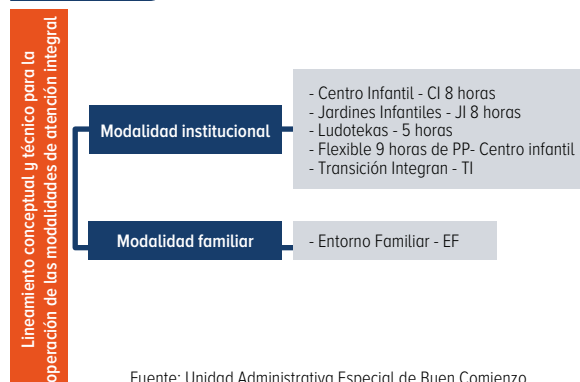 Lineamiento conceptual y técnico para la
operación de las modalidades de atención integral
Modalidad institucional
- Centro Infantil - CI 8 horas
- Jardines Infantiles - JI 8 horas
- Ludotekas - 5 horas
- Flexible 9 horas de PP- Centro infantil
- Transición Integran - TI
Modalidad familiar
- Entorno Familiar - EF
Fuente: Unidad Administrativa Especial de Buen Comienzo